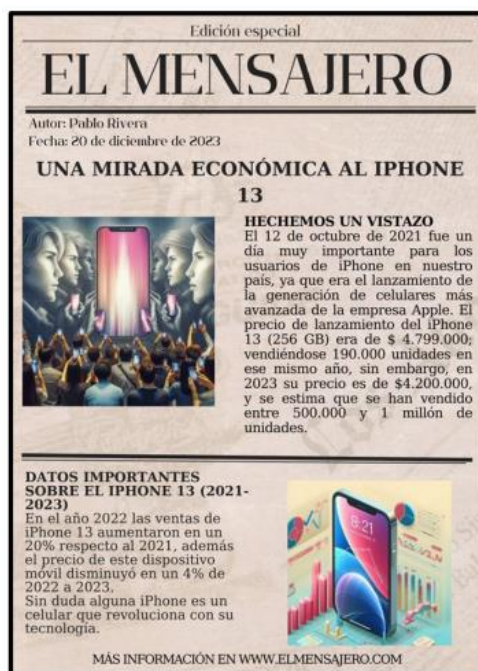 Edición especial
EL MENSAJERO
Autor: Pablo Rivera
Fecha: 20 de diciembre de 2023
UNA MIRADA ECONÓMICA AL IPHONE
13
HECHEMOS UN VISTAZO
El 12 de octubre de 2021 fue un
día muy importante para los
usuarios de iPhone en nuestro
país, ya que era el lanzamiento de
la generación de celulares más
avanzada de la empresa Apple. El
precio de lanzamiento del iPhone
13 (256 GB) era de $ 4.799.000;
vendiéndose 190.000 unidades en
ese mismo año, sin embargo, en
2023 su precio es de $4.200.000,
y se estima que se han vendido
entre 500.000 y 1 millón de
unidades.
DATOS IMPORTANTES
SOBRE EL IPHONE 13 (2021-
2023)
En el año 2022 las ventas de
iPhone 13 aumentaron en un
20% respecto al 2021, además
el precio de este dispositivo
móvil disminuyó en un 4% de
2022 a 2023.
Sin duda alguna iPhone es un
celular que revoluciona con su
tecnología.
8:21
MÁS INFORMACIÓN EN WWW.ELMENSAJERO.COM